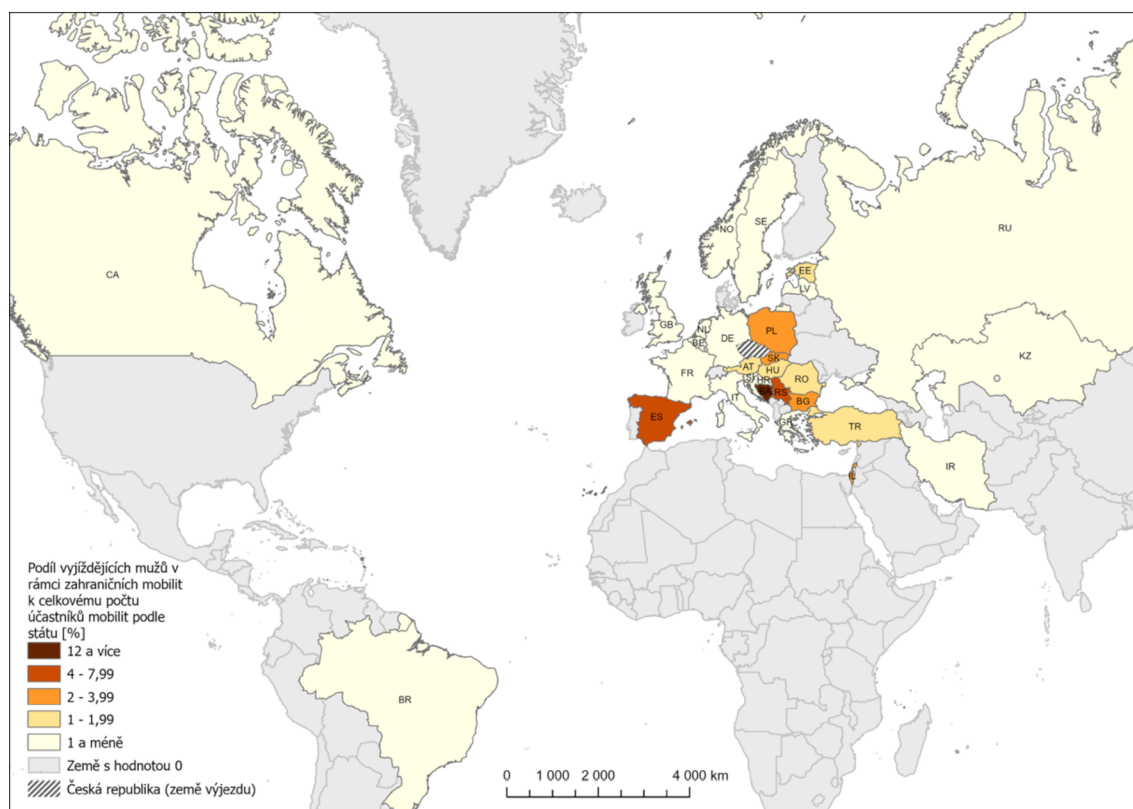 CA
NO
SE
RU
EE
LV
GB
NL
BE
DE
PL
KZ
SK
FR
AT
HU
SI
HR
RO
BA
RS
BG
IT
ES
GR
TR
IL
IR
BR
Podíl vyjíždějících mužů v
rámci zahraničních mobilit
k celkovému počtu
účastníků mobilit podle
státu [%]
12 a více
4 - 7,99
2 - 3,99
1 - 1,99
1 a méně
Země s hodnotou 0
Česká republika (země výjezdu)
0 1 000 2 000 4 000 km